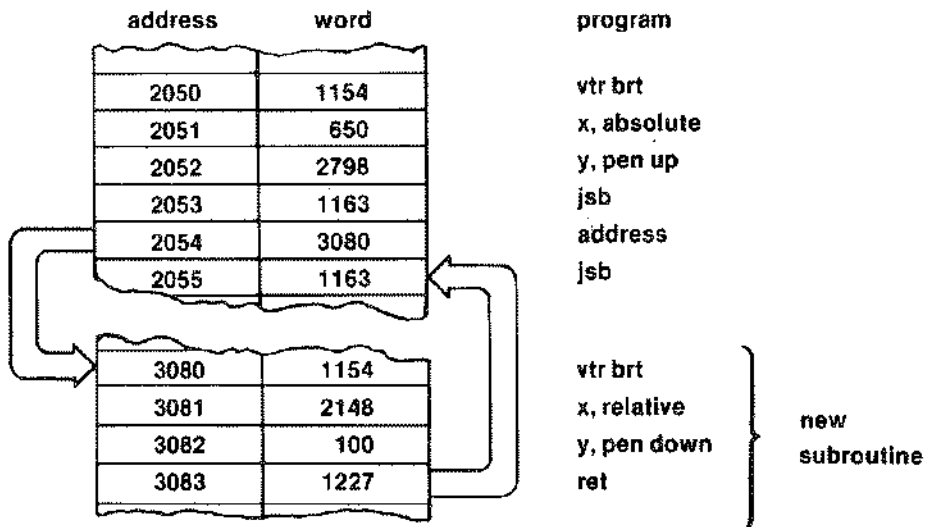 address word program
2050 1154 vtr brt
2051 650 x, absolute
2052 2798 y, pen up
2053 1163 jsb
2054 3080 address
2055 1163 jsb
3080 1154 vtr brt
3081 2148 x, relative
3082 100 y, pen down
3083 1227 ret
new
subroutine